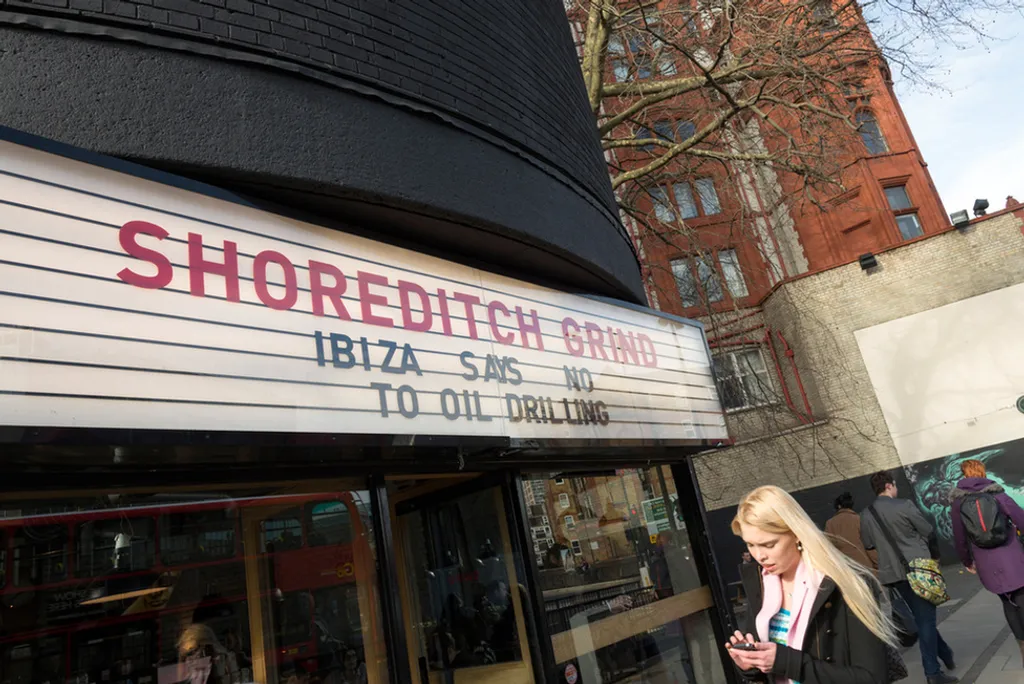 SHOREDITCH GRIND
IBIZA SAYS NO
TO OIL DRILLING